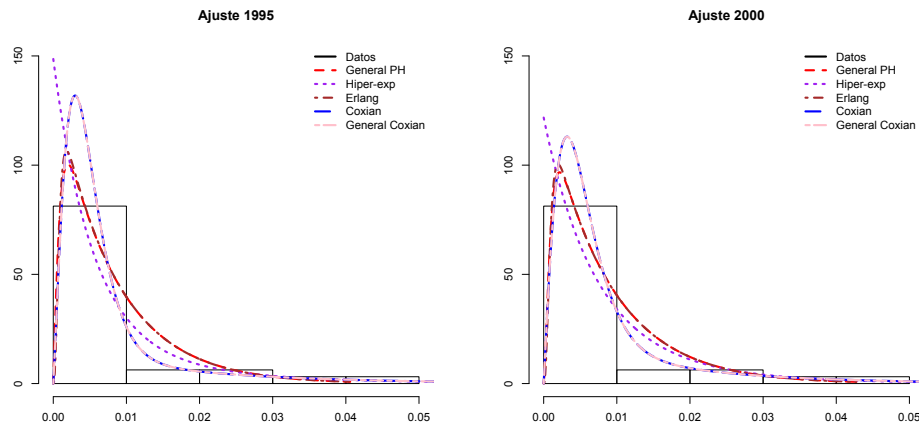 Ajuste 1995
150
100
50
0
0.00 0.01 0.02 0.03 0.04 0.05
Datos
General PH
Hiper-exp
Erlang
Coxian
General Coxian
Ajuste 2000
150
100
50
0
0.00 0.01 0.02 0.03 0.04 0.05
Datos
General PH
Hiper-exp
Erlang
Coxian
General Coxian